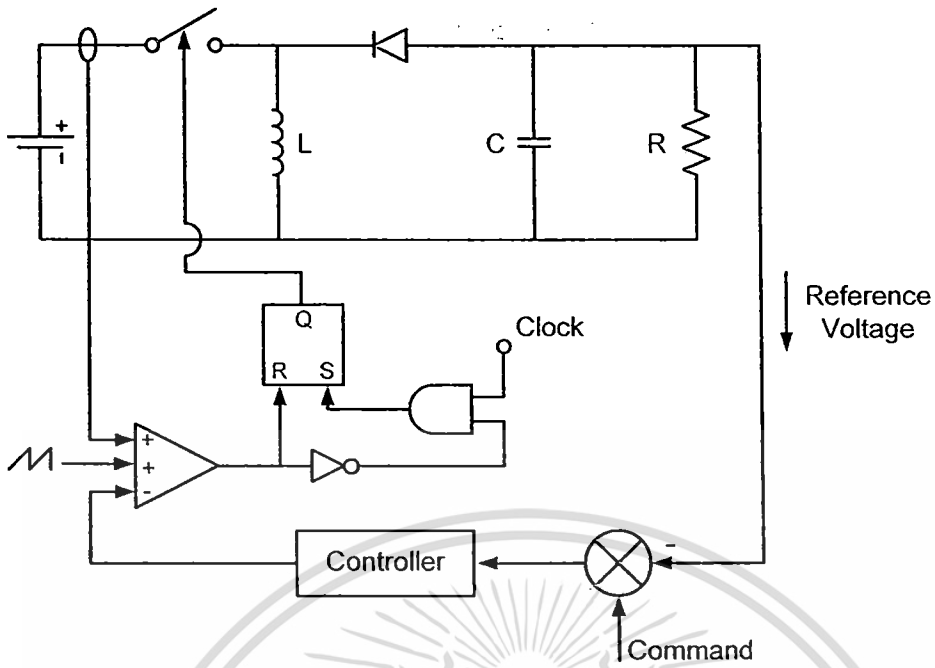 +
L
C
R
Q
R S
Clock
Reference
Voltage
+
+
-
Controller
-
Command